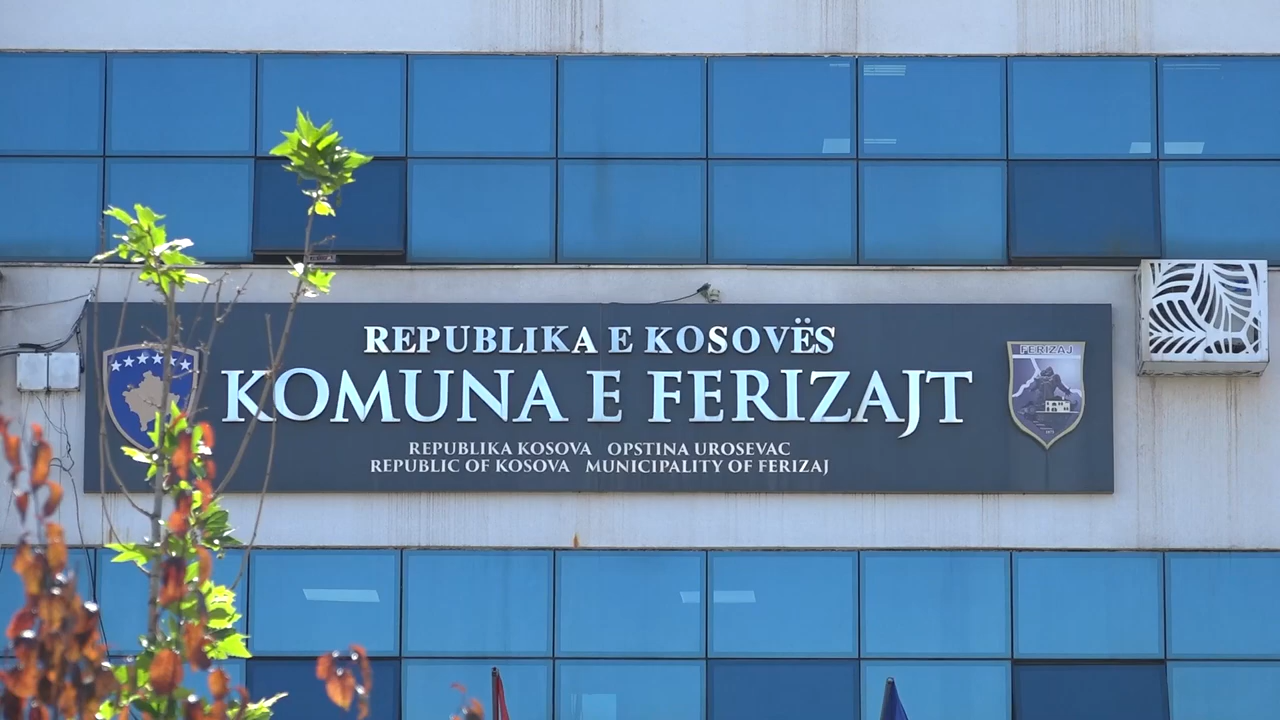 REPUBLIKA E KOSOVËS
KOMUNA E FERIZAJT
REPUBLIKA KOSOVA OPSTINA UROSEVAC
REPUBLIC OF KOSOVA MUNICIPALITY OF FERIZAJ
FERIZAJ